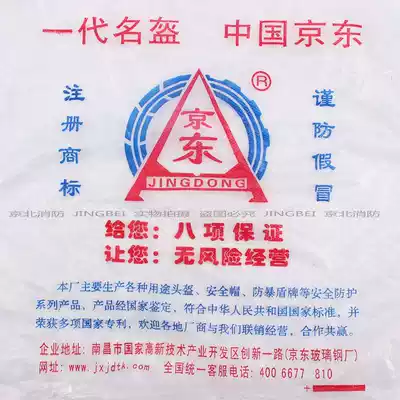 一代名盔 中国京东
注册商标
京东
JINGDONG
®
谨防假冒
京北消防 JINGBEI 实物拍摄 盗图必究 JINGBEI 京北消防
给您：八项保证
让您：无风险经营
本厂主要生产各种用途头盔、安全帽、防暴盾牌等安全防护
系列产品，产品经国家鉴定，符合中华人民共和国国家标准，并
荣获多项国家专利，欢迎各地厂商与我们联销经营、合作共赢。
企业地址：南昌市国家高新技术产业开发区创新一路(京东玻璃钢厂)
网址：www.jxjdtk.com 全国统一客服电话：400 6677 810